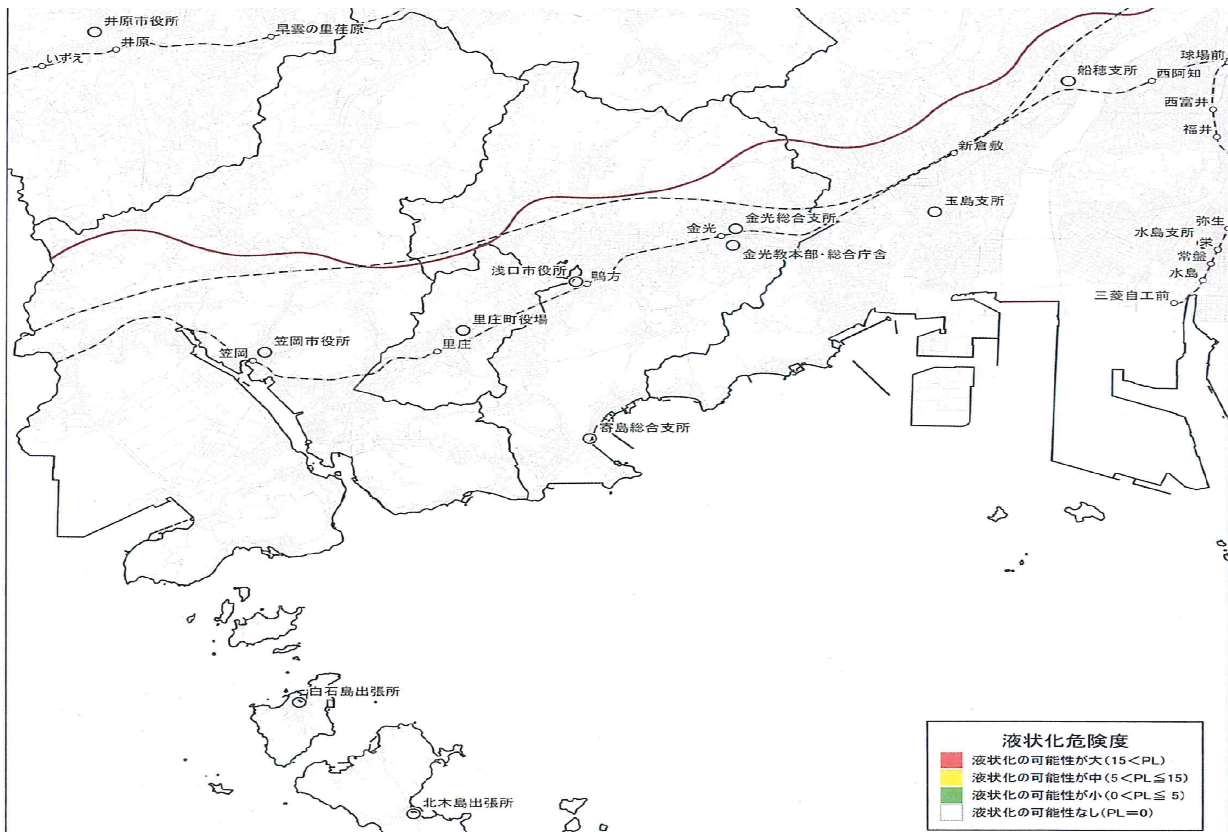 井原市役所
早雲の里荏原
井原
いずえ
球場前
船穂支所
西阿知
西富井
福井
新倉敷
玉島支所
弥生
水島支所
栄
常盤
水島
三菱自工前
金光総合支所
金光
金光教本部・総合庁舎
浅口市役所
鴨方
里庄町役場
里庄
笠岡市役所
笠岡
寄島総合支所
白石島出張所
北木島出張所
液状化危険度
液状化の可能性が大(15<PL)
液状化の可能性が中(5<PL≦15)
液状化の可能性が小(0<PL≦ 5)
液状化の可能性なし(PL=0)